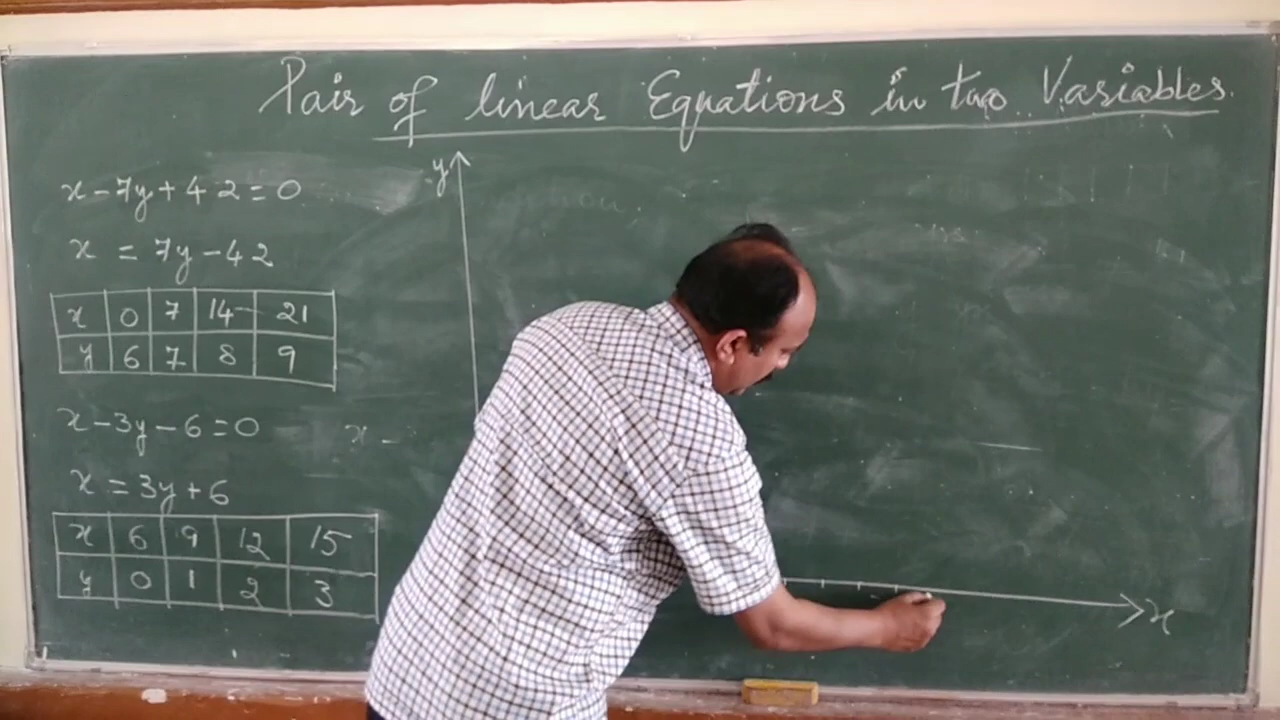 Pair of linear Equations in two Variables.
x - 7y + 42 = 0
x = 7y - 42
x 0 7 14 21
y 6 7 8 9
x - 3y - 6 = 0
x -
x = 3y + 6
x 6 9 12 15
y 0 1 2 3
y
x